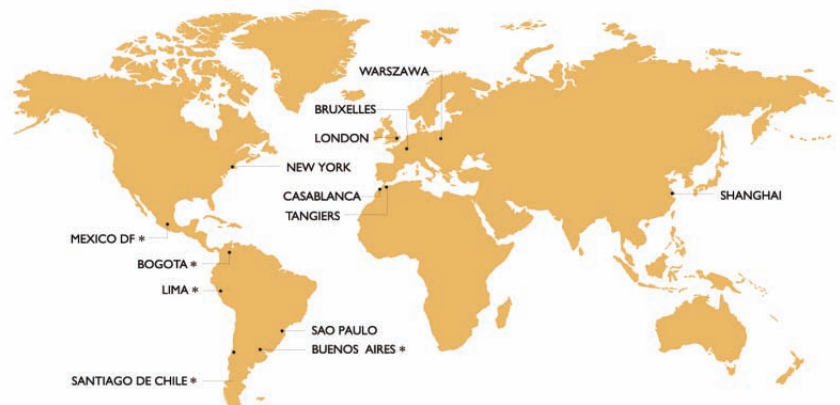 WARSZAWA
BRUXELLES
LONDON
NEW YORK
CASABLANCA
SHANGHAI
TANGIERS
MEXICO DF *
BOGOTA *
LIMA *
SAO PAULO
BUENOS AIRES *
SANTIAGO DE CHILE *